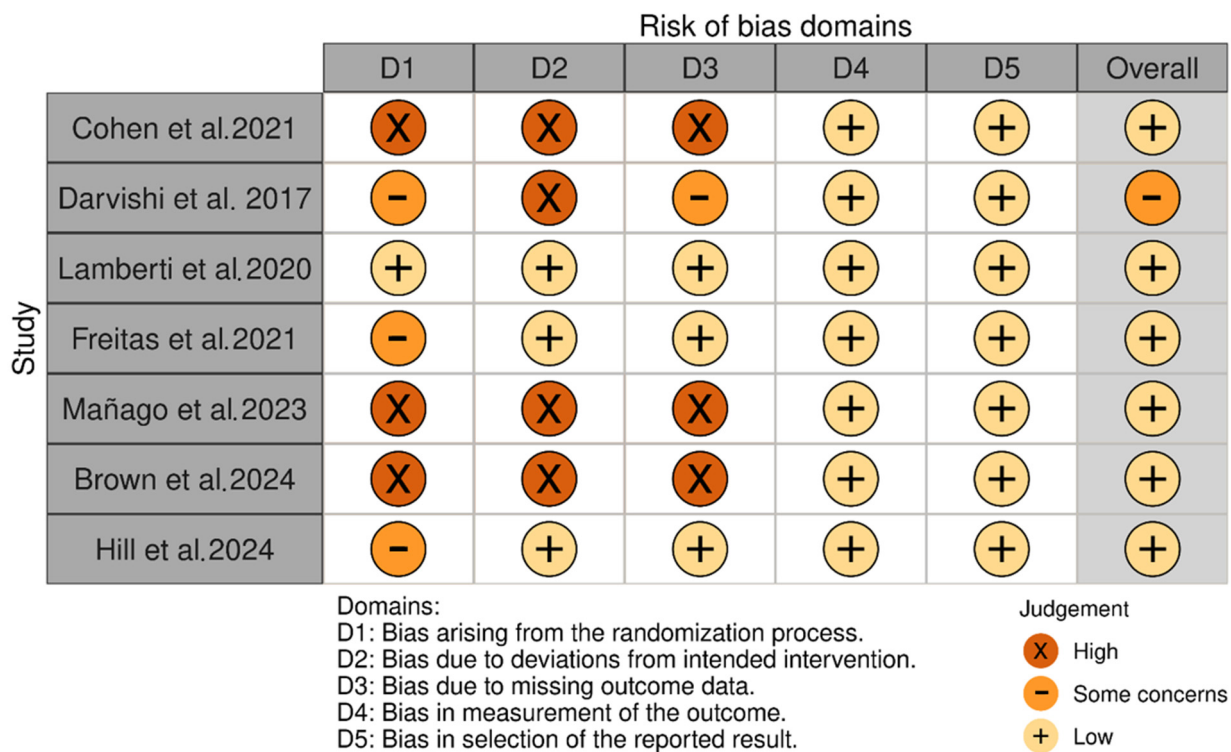 Risk of bias domains
D1 D2 D3 D4 D5 Overall
Study
Cohen et al.2021 X X X + + +
Darvishi et al. 2017 - X - + + -
Lamberti et al.2020 + + + + + +
Freitas et al.2021 - + + + + +
Mañago et al.2023 X X X + + +
Brown et al.2024 X X X + + +
Hill et al.2024 - + + + + +
Domains:
D1: Bias arising from the randomization process.
D2: Bias due to deviations from intended intervention.
D3: Bias due to missing outcome data.
D4: Bias in measurement of the outcome.
D5: Bias in selection of the reported result.
Judgement
X High
- Some concerns
+ Low